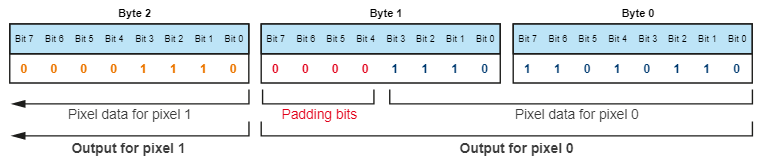 Byte 2 Byte 1 Byte 0
Bit 7 Bit 6 Bit 5 Bit 4 Bit 3 Bit 2 Bit 1 Bit 0 Bit 7 Bit 6 Bit 5 Bit 4 Bit 3 Bit 2 Bit 1 Bit 0 Bit 7 Bit 6 Bit 5 Bit 4 Bit 3 Bit 2 Bit 1 Bit 0
0 0 0 0 1 1 1 0 0 0 0 0 1 1 1 0 1 1 0 1 0 1 1 0
Pixel data for pixel 1 Padding bits Pixel data for pixel 0
Output for pixel 1 Output for pixel 0